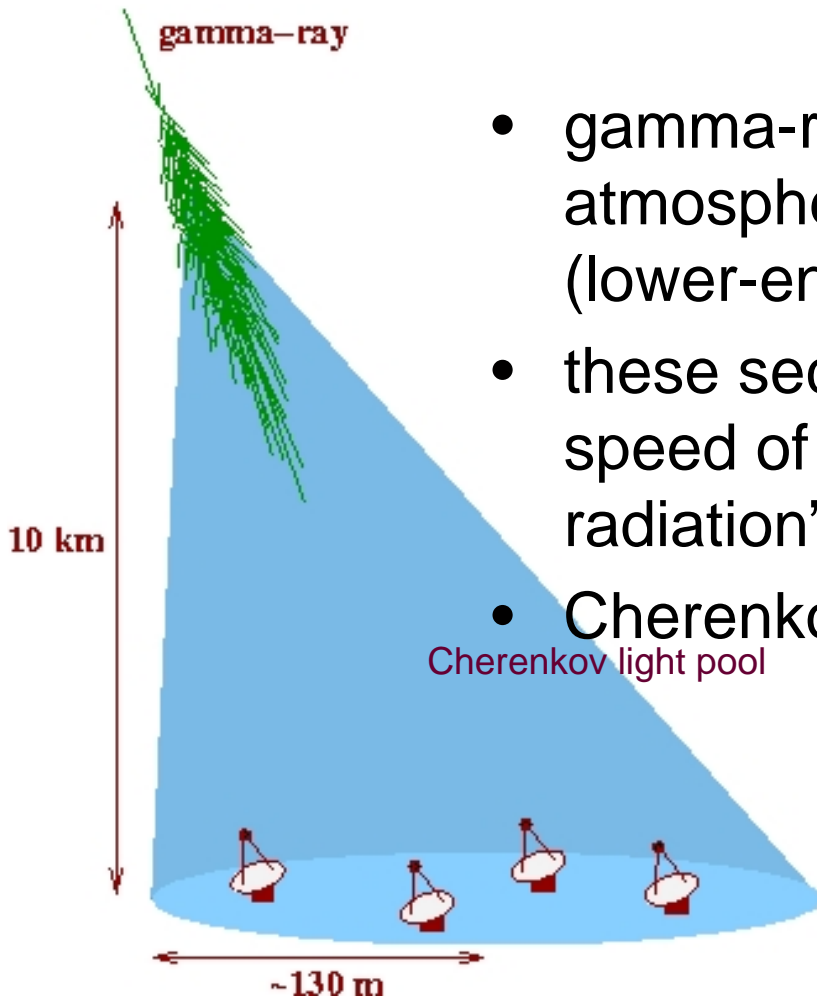 gamma-ray
• gamma-r
atmosphe
(lower-en
• these sec
speed of
radiation”
• Cherenko
Cherenkov light pool
10 km
~130 m